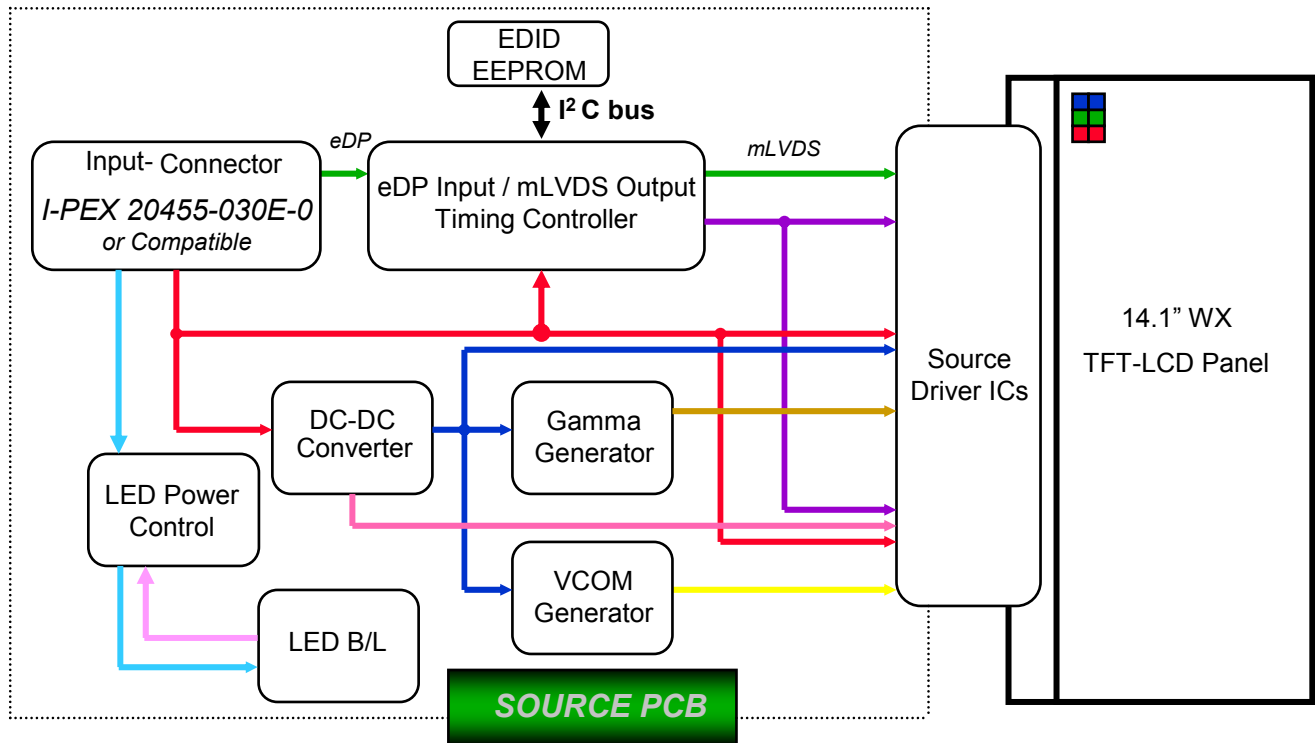 EDID
EEPROM
I² C bus
eDP
mLVDS
Input- Connector
I-PEX 20455-030E-0
or Compatible
eDP Input / mLVDS Output
Timing Controller
14.1” WX
TFT-LCD Panel
Source
Driver ICs
DC-DC
Converter
Gamma
Generator
LED Power
Control
VCOM
Generator
LED B/L
SOURCE PCB